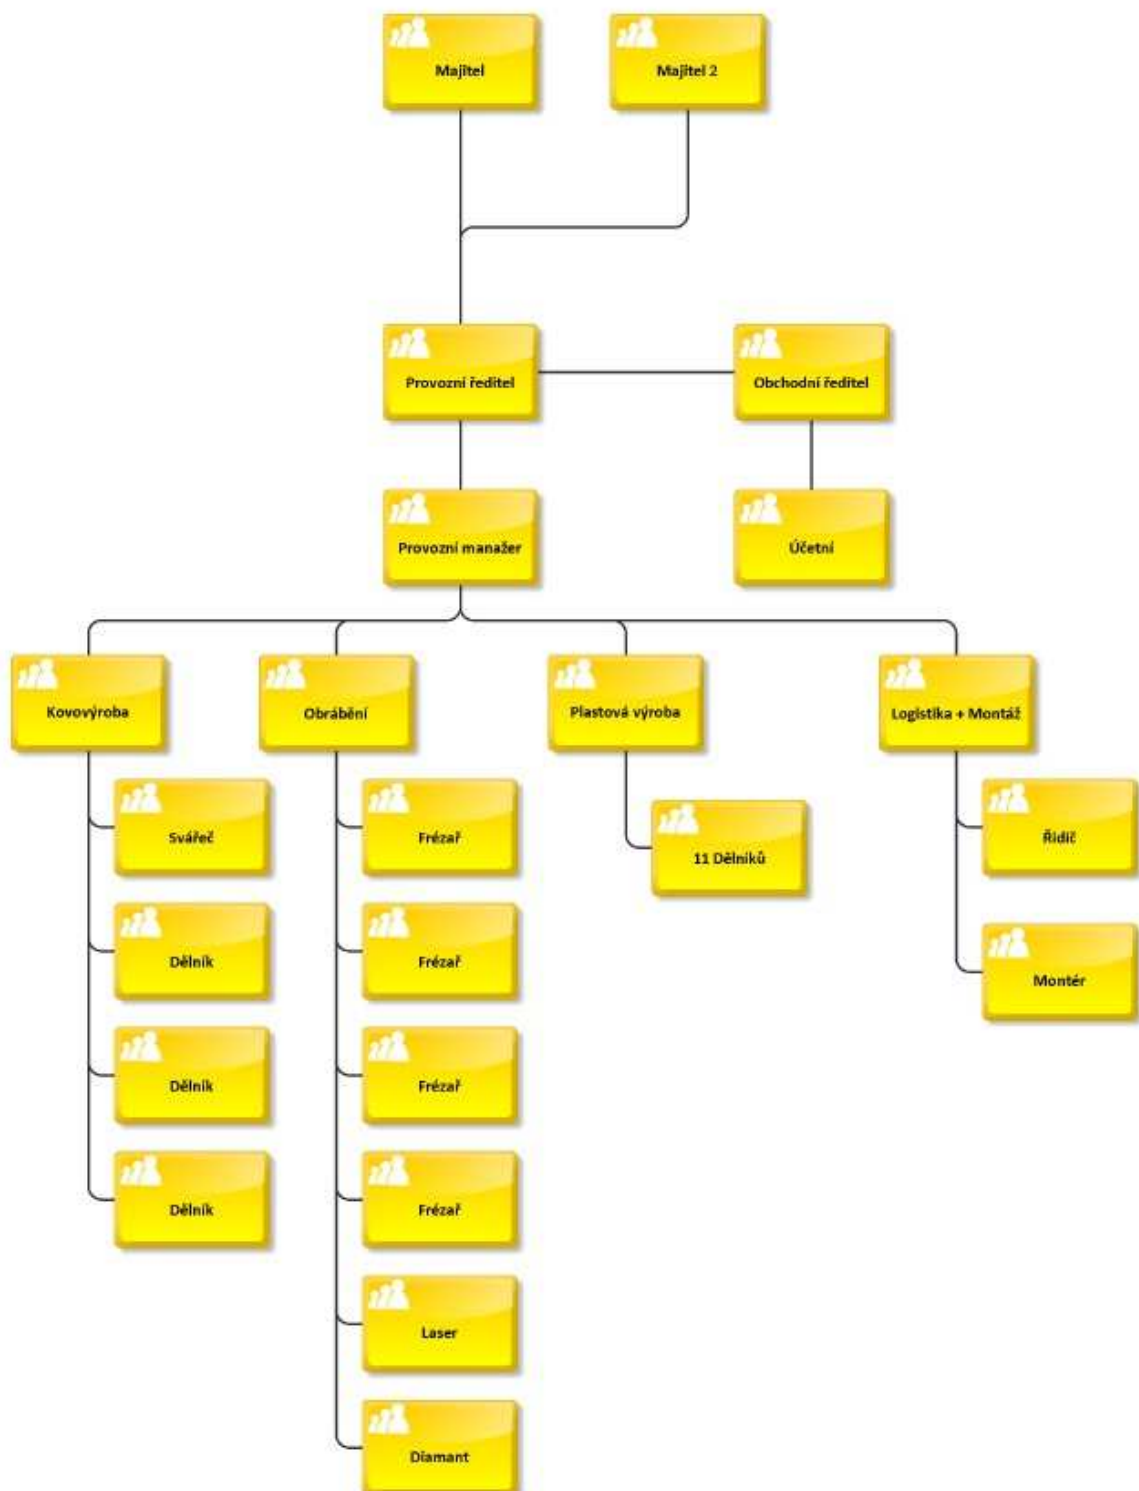 Majitel
Majitel 2
Provozní ředitel
Obchodní ředitel
Provozní manažer
Účetní
Kovovýroba
Obrábění
Plastová výroba
Logistika + Montáž
Svářeč
Frézař
11 Dělníků
Řidič
Dělník
Frézař
Montér
Dělník
Frézař
Dělník
Frézař
Laser
Diamant